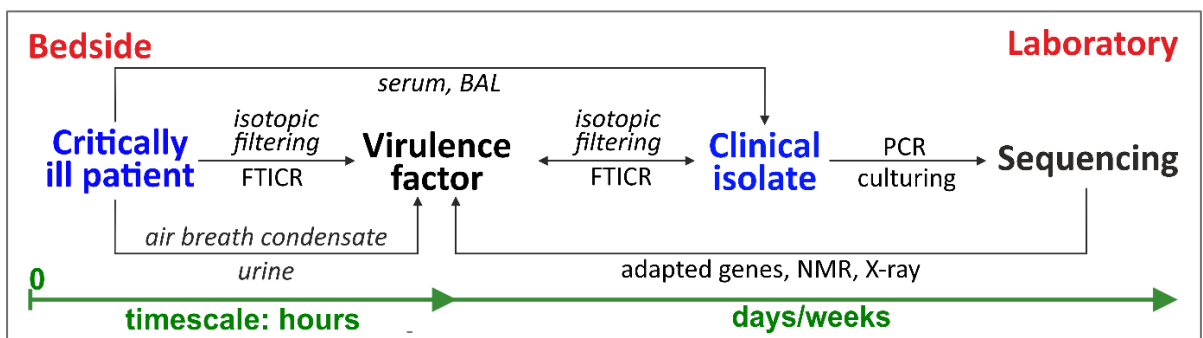 Bedside
Laboratory
serum, BAL
Critically
ill patient
isotopic
filtering
FTICR
Virulence
factor
isotopic
filtering
FTICR
Clinical
isolate
PCR
culturing
Sequencing
air breath condensate
urine
adapted genes, NMR, X-ray
0
timescale: hours
days/weeks